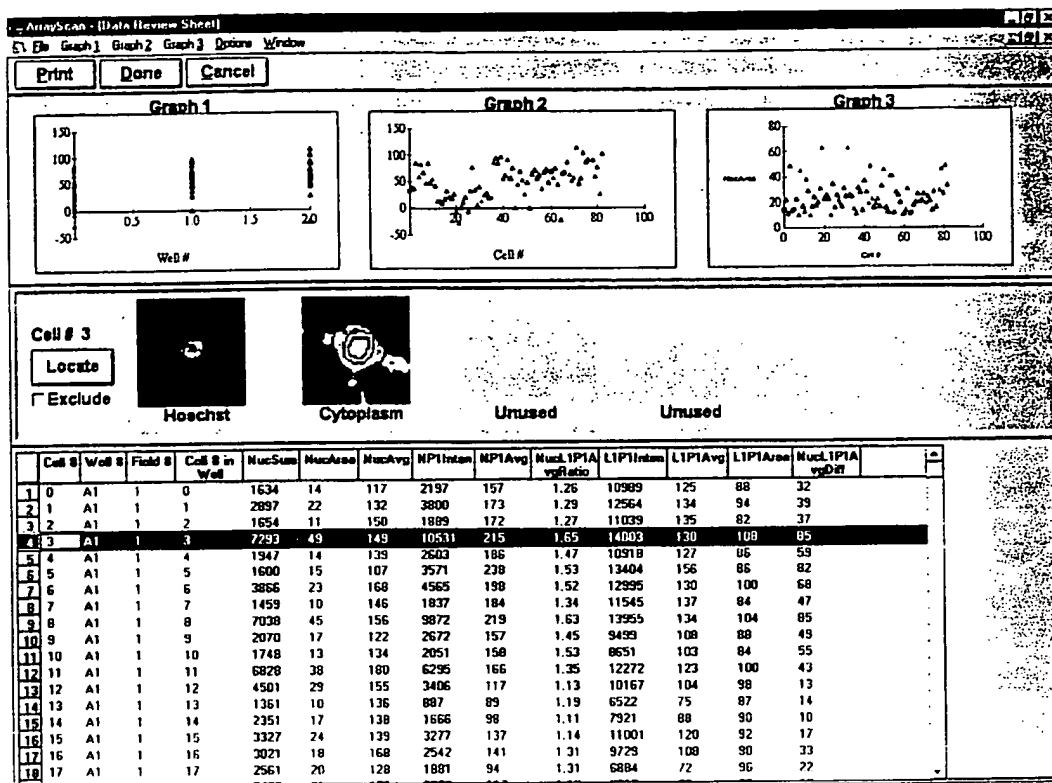 ArrayScan - [Data Review Sheet]
File Graph 1 Graph 2 Graph 3 Options Window
Print Done Cancel
Graph 1 Graph 2 Graph 3
150
100
50
0
-50
0.5 1.0 1.5 2.0
Well #
150
100
50
0
-50
20 40 60 80 100
Cell #
80
60
40
20
0
0 20 40 60 80 100
Cell #
Cell # 3
Locate
Exclude
Hoeschst Cytoplasm Unused Unused
Cell # Well # Field # Cell # in Well NucSum NucArea NucAvg NP1Inten NP1Avg NucL1P1AvgRatio L1P1Inten L1P1Avg L1P1Area NucL1P1AvgDiff
1 0 A1 1 0 1634 14 117 2197 157 1.26 10989 125 88 32
2 1 A1 1 1 2897 22 132 3800 173 1.29 12564 134 94 39
3 2 A1 1 2 1654 11 150 1889 172 1.27 11039 135 82 37
4 3 A1 1 3 7293 49 149 10531 215 1.65 14003 130 108 85
5 4 A1 1 4 1947 14 139 2603 186 1.47 10918 127 86 59
6 5 A1 1 5 1600 15 107 3571 238 1.53 13404 156 86 82
7 6 A1 1 6 3866 23 168 4565 198 1.52 12995 130 100 68
8 7 A1 1 7 1459 10 146 1837 184 1.34 11545 137 84 47
9 8 A1 1 8 7038 45 156 9872 219 1.63 13955 134 104 85
10 9 A1 1 9 2070 17 122 2672 157 1.45 9499 108 88 49
11 10 A1 1 10 1748 13 134 2051 158 1.53 8651 103 84 55
12 11 A1 1 11 6828 38 180 6295 166 1.35 12272 123 100 43
13 12 A1 1 12 4501 29 155 3406 117 1.13 10167 104 98 13
14 13 A1 1 13 1361 10 136 887 89 1.19 6522 75 87 14
15 14 A1 1 14 2351 17 138 1666 98 1.11 7921 88 90 10
16 15 A1 1 15 3327 24 139 3277 137 1.14 11001 120 92 17
17 16 A1 1 16 3021 18 168 2542 141 1.31 9729 108 90 33
18 17 A1 1 17 2561 20 128 1881 94 1.31 6884 72 96 22